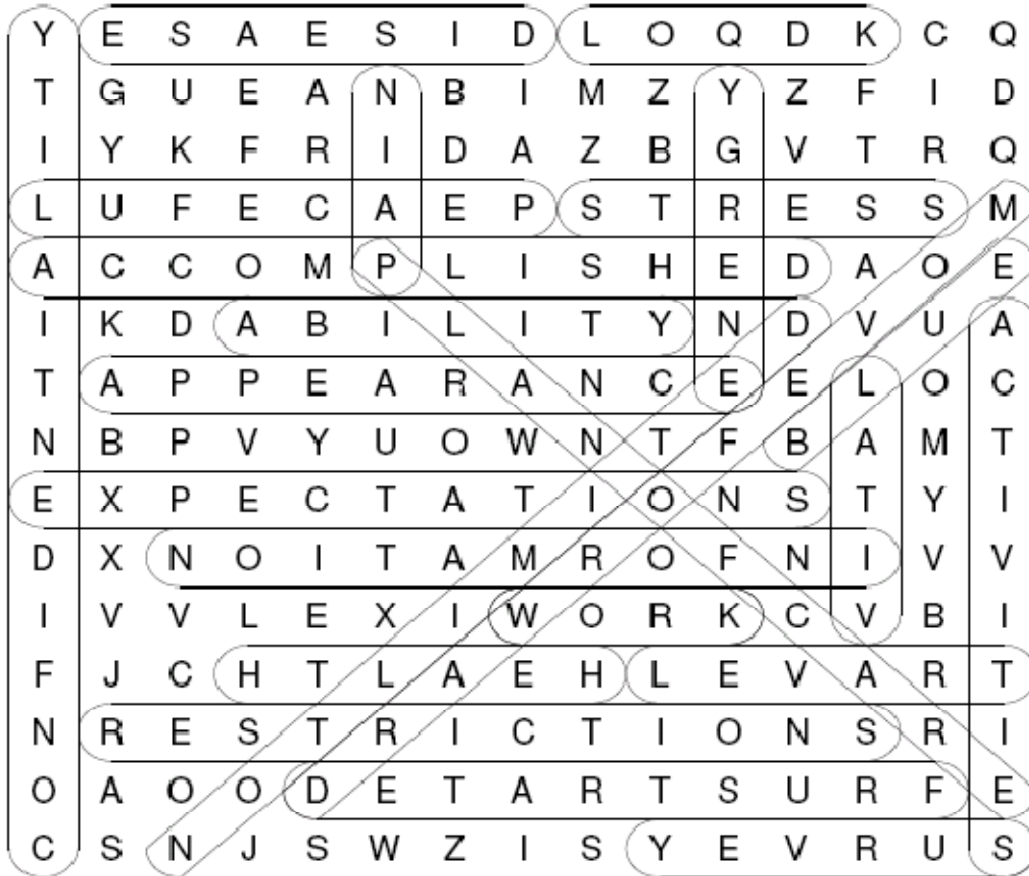 Y E S A E S I D L O Q D K C Q
T G U E A N B I M Z Y Z F I D
I Y K F R I D A Z B G V T R Q
L U F E C A E P S T R E S S M
A C C O M P L I S H E D A O E
I K D A B I L I T Y N D V U A
T A P P E A R A N C E E L O C
N B P V Y U O W N T F B A M T
E X P E C T A T I O N S T Y I
D X N O I T A M R O F N I V V
I V V L E X I W O R K C V B I
F J C H T L A E H L E V A R T
N R E S T R I C T I O N S R I
O A O O D E T A R T S U R F E
C S N J S W Z I S Y E V R U S